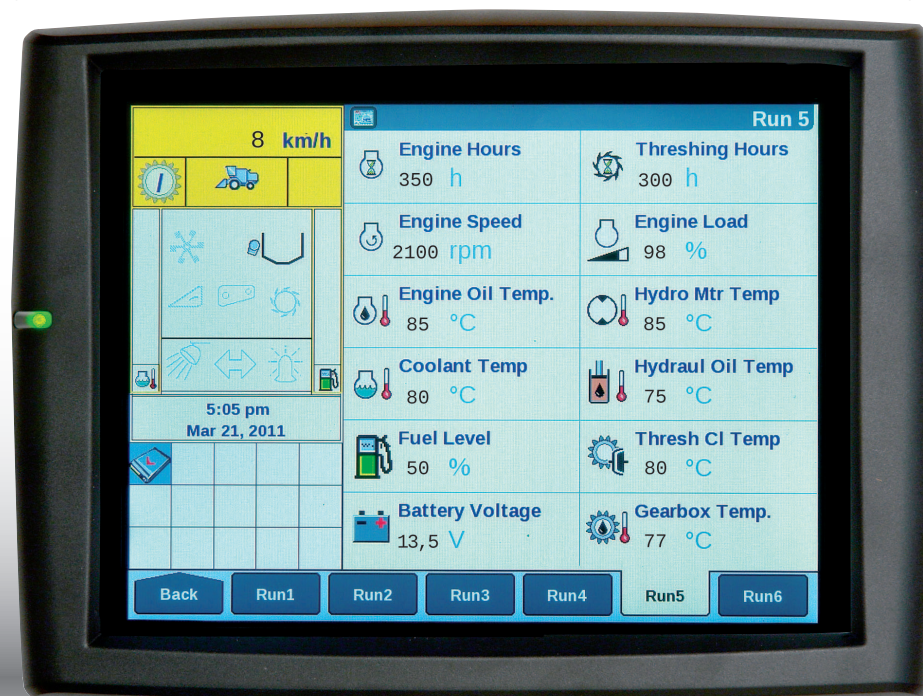 8 km/h
Run 5
Engine Hours
350 h
Threshing Hours
300 h
Engine Speed
2100 rpm
Engine Load
98 %
Engine Oil Temp.
85 °C
Hydro Mtr Temp
85 °C
Coolant Temp
80 °C
Hydraul Oil Temp
75 °C
Fuel Level
50 %
Thresh Cl Temp
80 °C
Battery Voltage
13,5 V
Gearbox Temp.
77 °C
5:05 pm
Mar 21, 2011
Back Run1 Run2 Run3 Run4 Run5 Run6